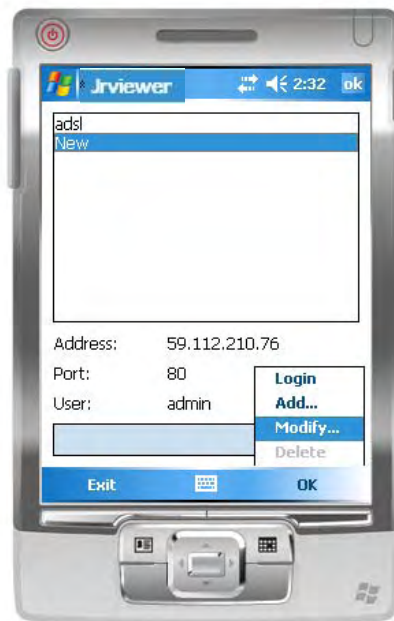 Jrviewer 2:32 ok
adsl
New
Address: 59.112.210.76
Port: 80
User: admin
Login
Add...
Modify...
Delete
Exit OK